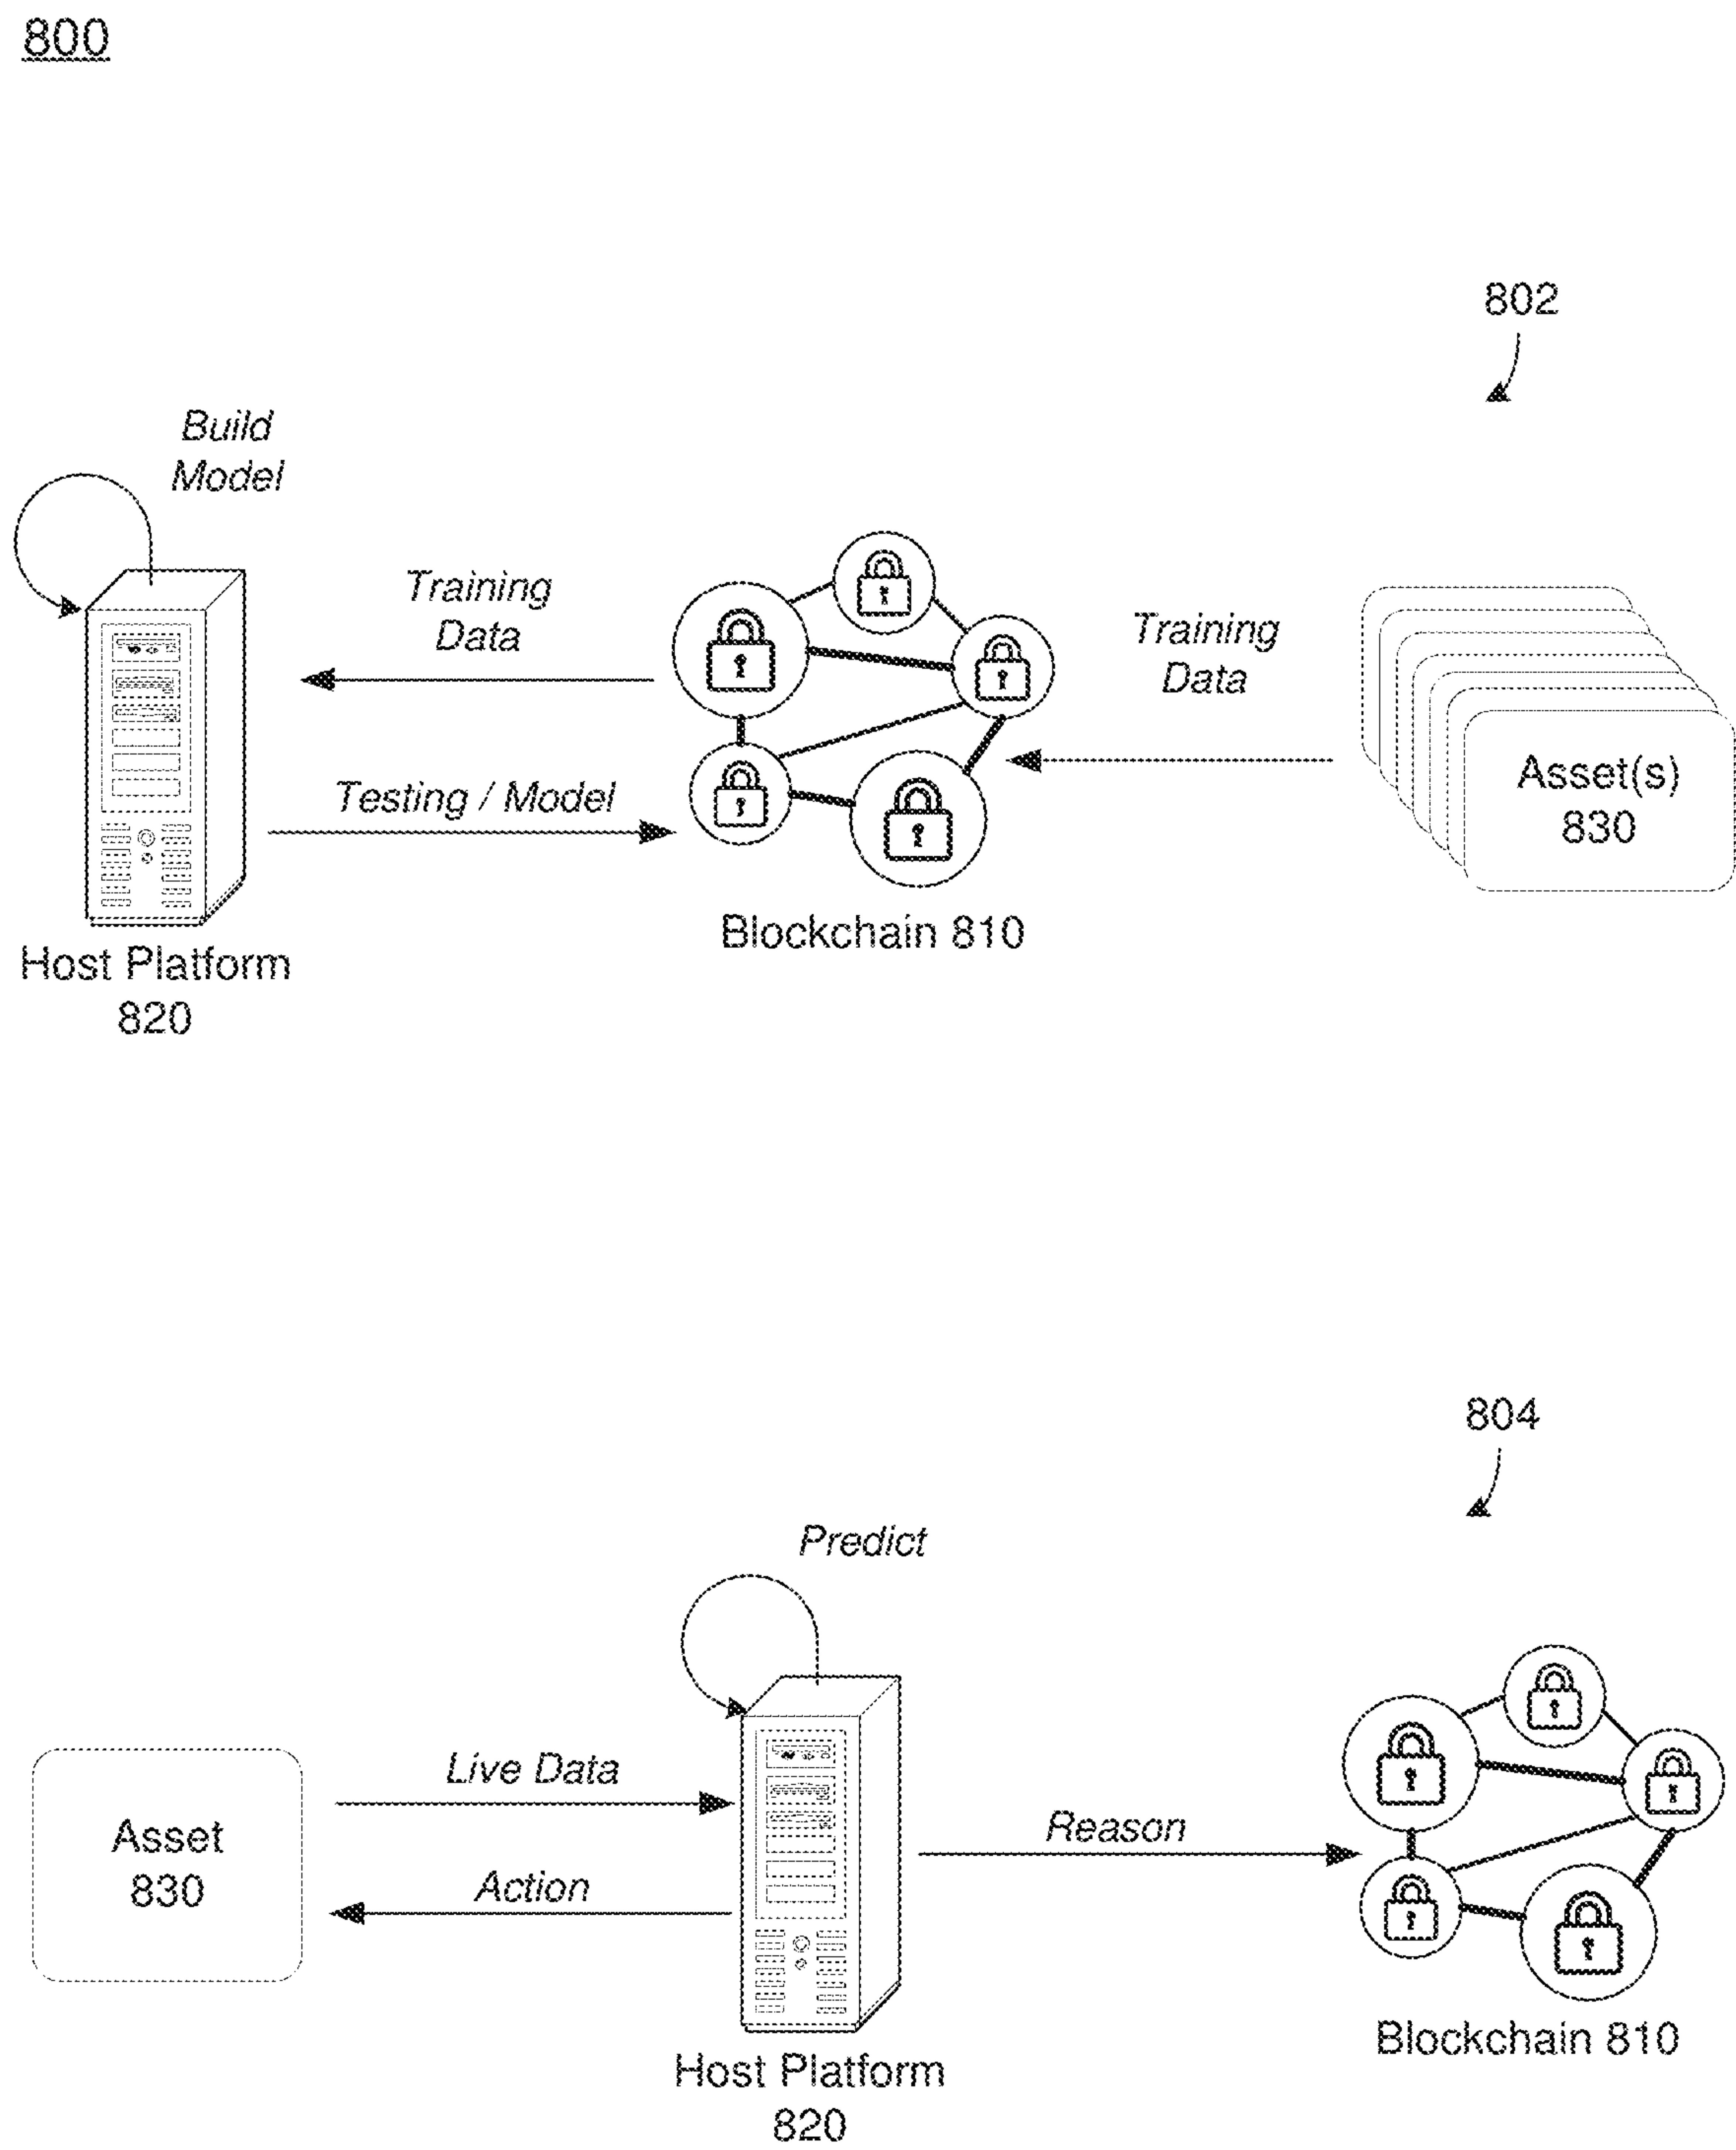 800
802
Build
Model
Training
Data
Training
Data
Testing / Model
Asset(s)
830
Blockchain 810
Host Platform
820
804
Predict
Live Data
Asset
830
Action
Reason
Blockchain 810
Host Platform
820